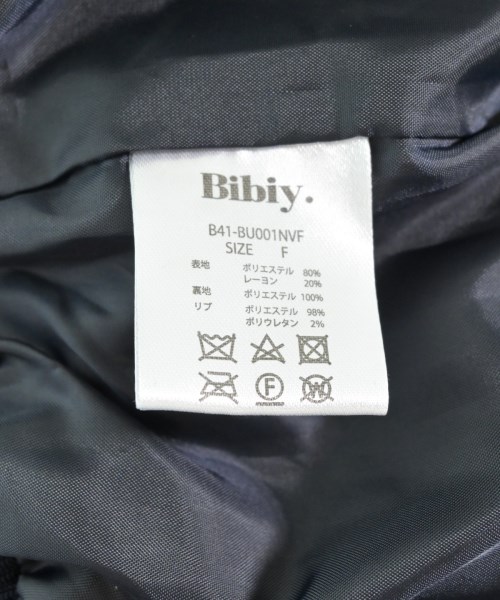 Bibiy.
B41-BU001NVF
SIZE F
表地 ポリエステル 80%
レーヨン 20%
裏地 ポリエステル 100%
リブ ポリエステル 98%
ポリウレタン 2%
F
W